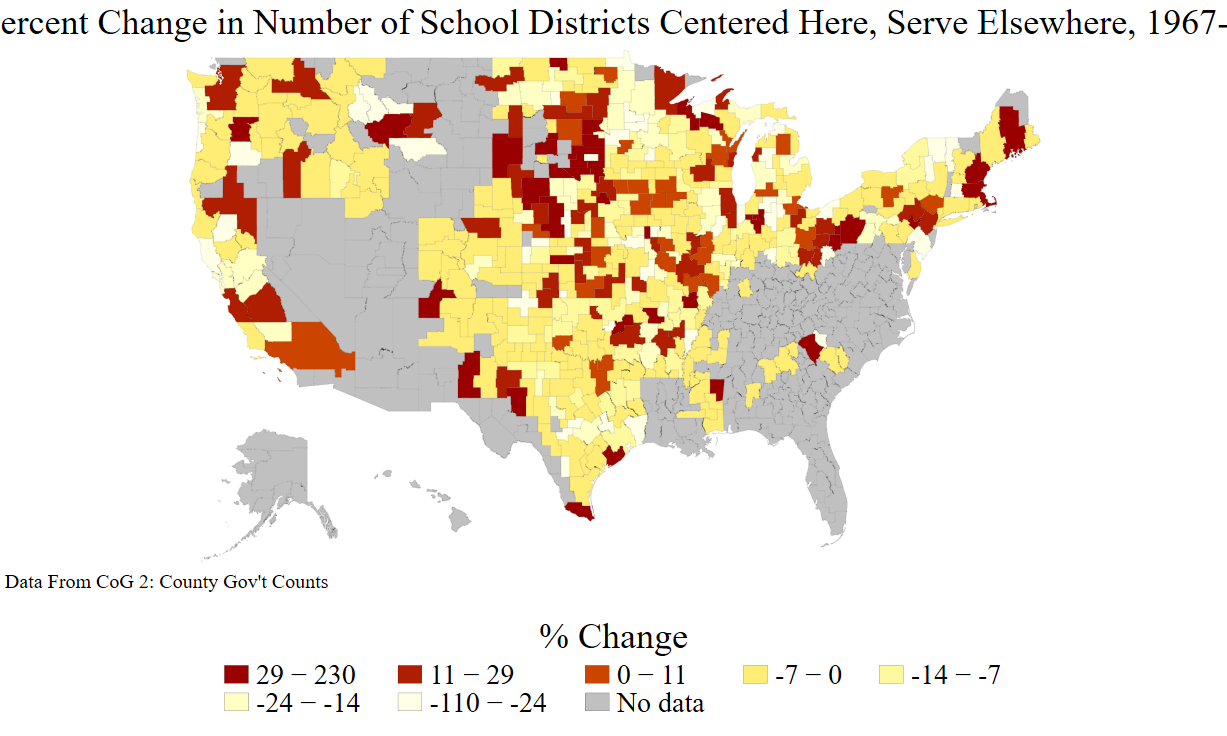 ercent Change in Number of School Districts Centered Here, Serve Elsewhere, 1967-
Data From CoG 2: County Gov't Counts
% Change
29 − 230 11 − 29 0 − 11 -7 − 0 -14 − -7
-24 − -14 -110 − -24 No data